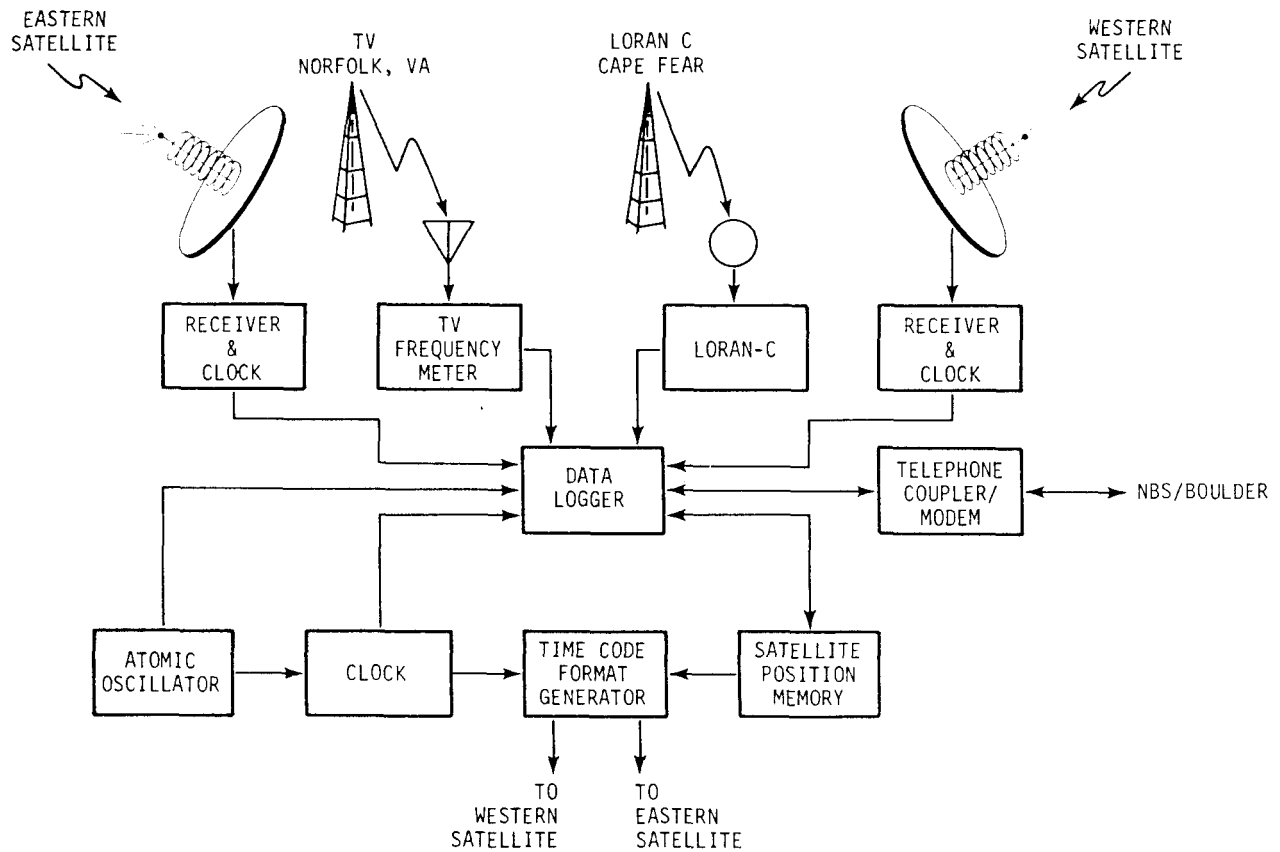 EASTERN
SATELLITE
TV
NORFOLK, VA
LORAN C
CAPE FEAR
WESTERN
SATELLITE
RECEIVER
&
CLOCK
TV
FREQUENCY
METER
LORAN-C
RECEIVER
&
CLOCK
DATA
LOGGER
TELEPHONE
COUPLER/
MODEM
NBS/BOULDER
ATOMIC
OSCILLATOR
CLOCK
TIME CODE
FORMAT
GENERATOR
SATELLITE
POSITION
MEMORY
TO
WESTERN
SATELLITE
TO
EASTERN
SATELLITE